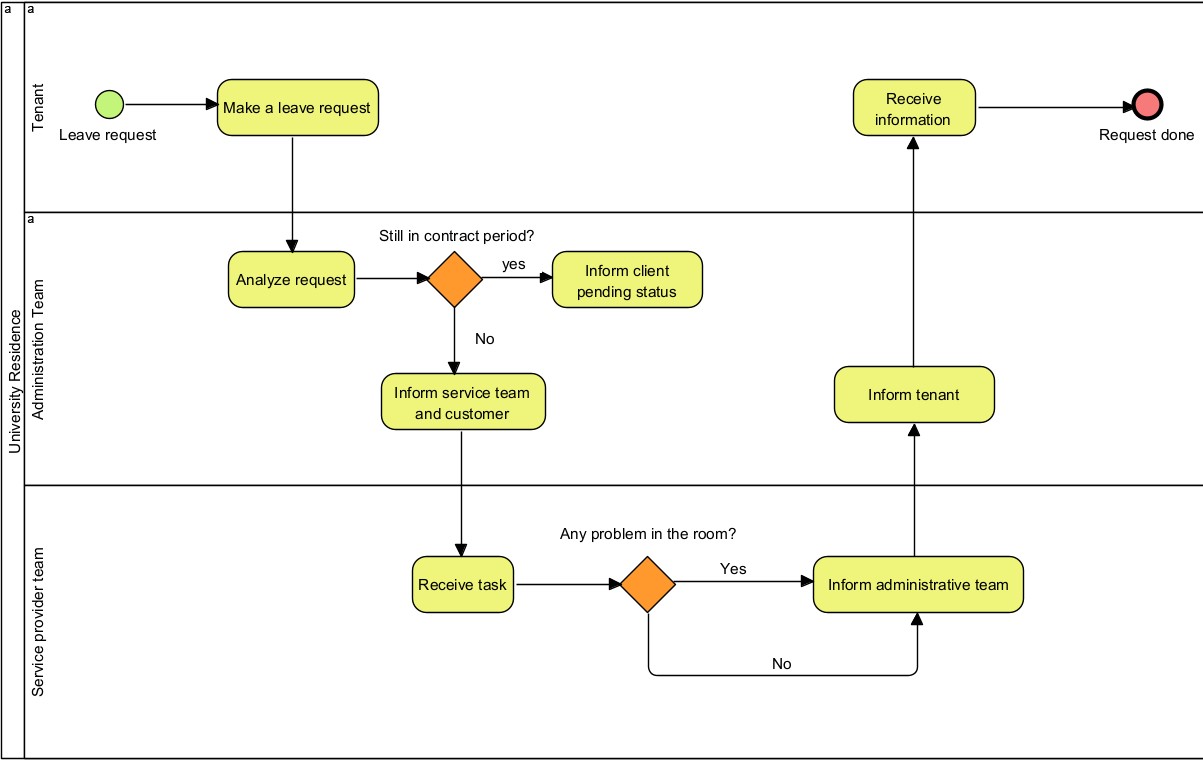 a
a
University Residence
Tenant
Leave request
Make a leave request
Receive
information
Request done
a
Administration Team
Still in contract period?
Analyze request
yes
Inform client
pending status
No
Inform service team
and customer
Inform tenant
Service provider team
Any problem in the room?
Receive task
Yes
Inform administrative team
No